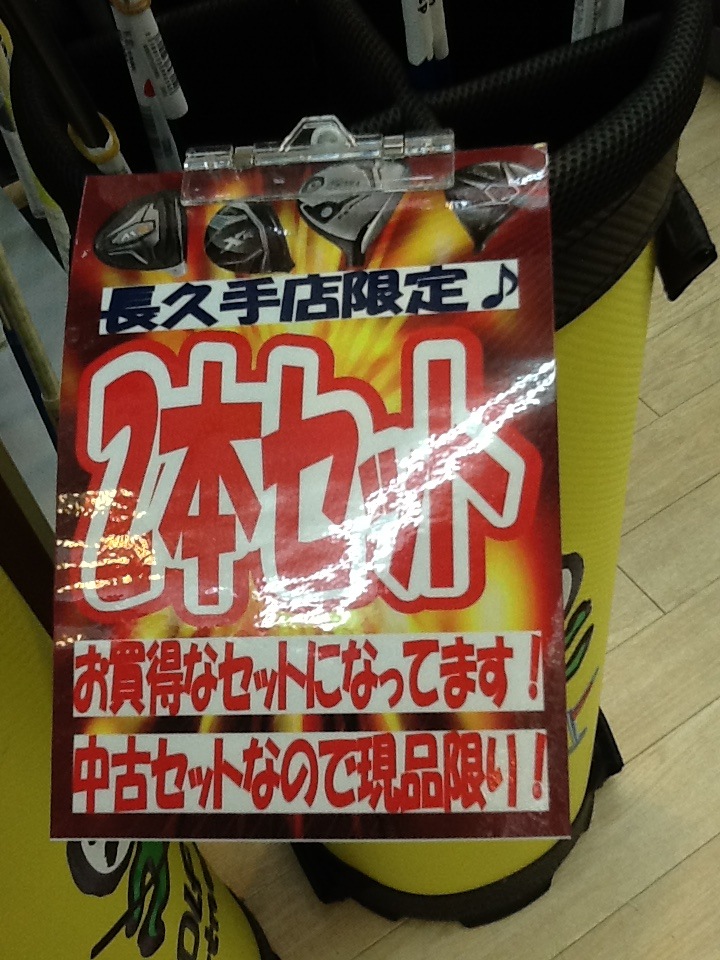 長久手店限定♪
2本セット
お買得なセットになってます！
中古セットなので現品限り！